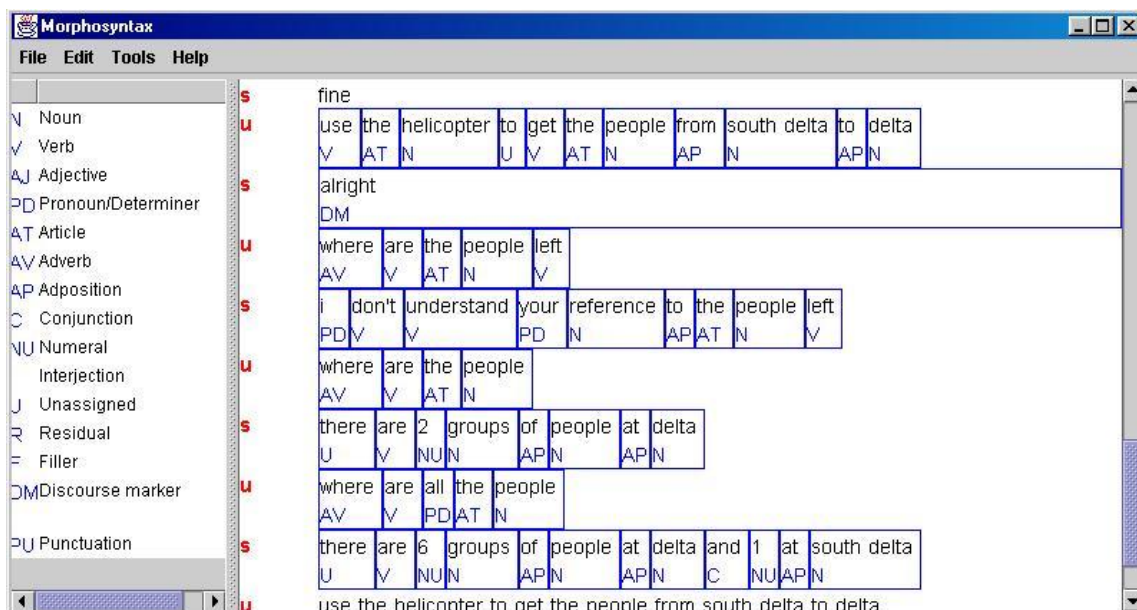 Morphosyntax
File Edit Tools Help
N Noun
V Verb
AJ Adjective
PD Pronoun/Determiner
AT Article
AV Adverb
AP Adposition
C Conjunction
NU Numeral
Interjection
U Unassigned
R Residual
F Filler
DM Discourse marker
PU Punctuation
s fine
u use the helicopter to get the people from south delta to delta
V AT N U V AT N AP N AP N
s alright
DM
u where are the people left
AV V AT N V
s i don't understand your reference to the people left
PD V V PD N AP AT N V
u where are the people
AV V AT N
s there are 2 groups of people at delta
U V NU N AP N AP N
u where are all the people
AV V PD AT N
s there are 6 groups of people at delta and 1 at south delta
U V NU N AP N AP N C NU AP N
u use the helicopter to get the people from south delta to delta